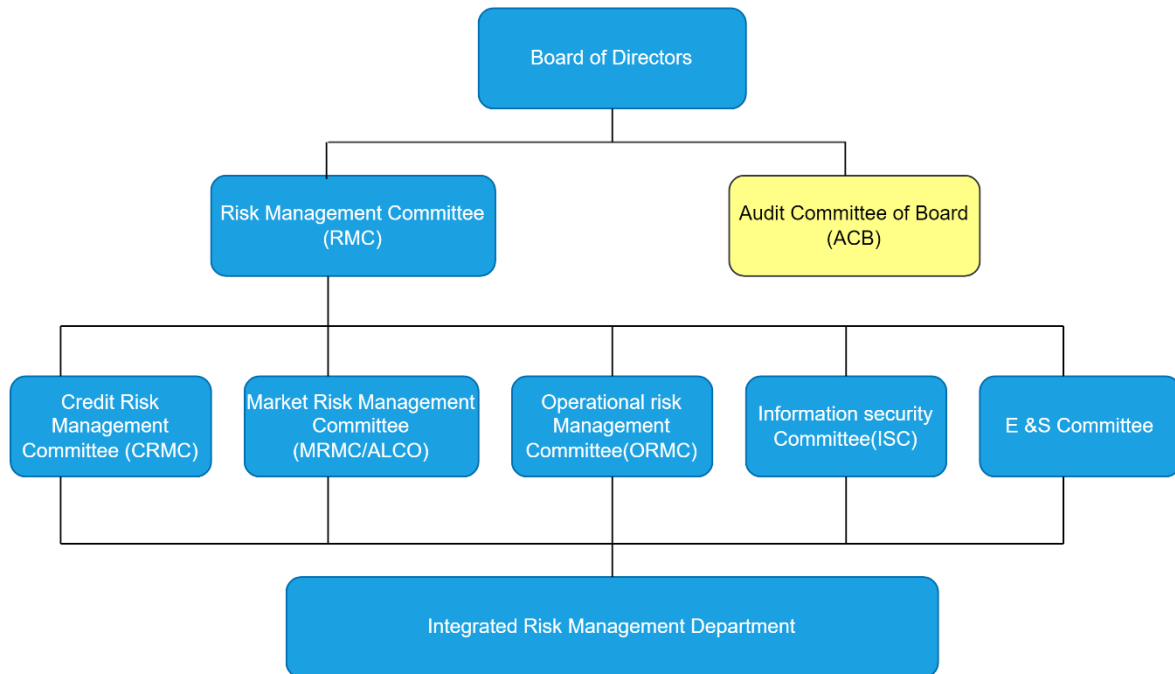 Board of Directors
Risk Management Committee
(RMC)
Audit Committee of Board
(ACB)
Credit Risk
Management
Committee (CRMC)
Market Risk Management
Committee
(MRMC/ALCO)
Operational risk
Management
Committee(ORMC)
Information security
Committee(ISC)
E &S Committee
Integrated Risk Management Department